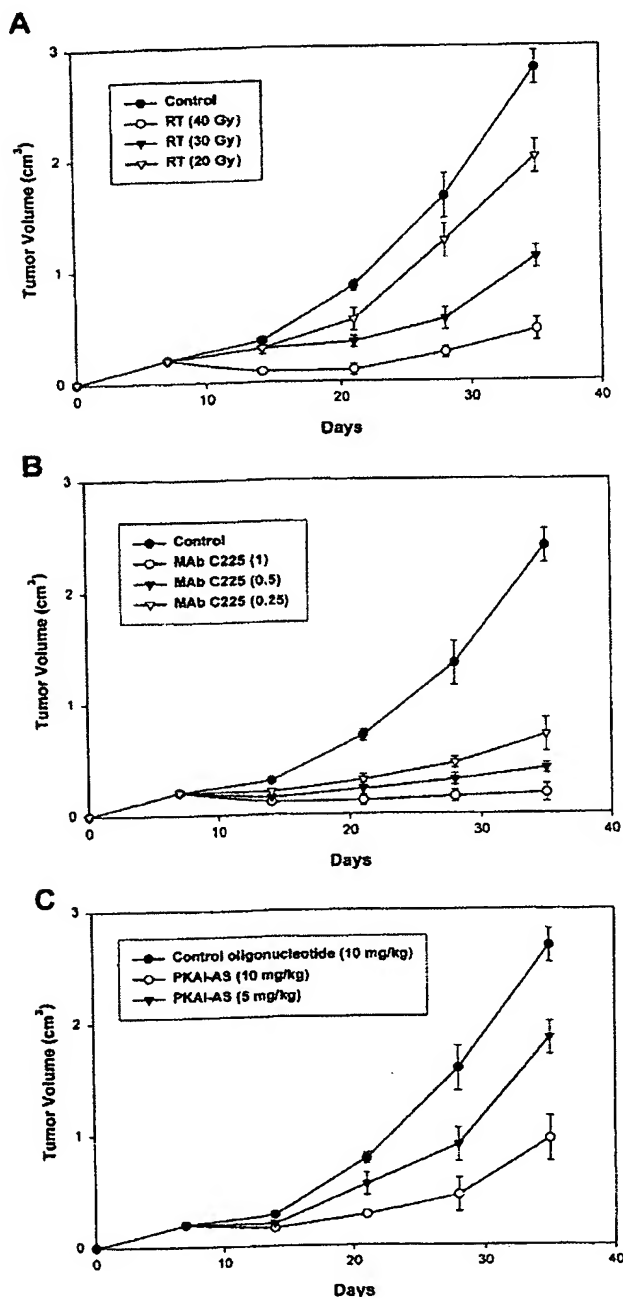 A
3
2
1
0
Tumor Volume (cm³)
Control
RT (40 Gy)
RT (30 Gy)
RT (20 Gy)
0
10
20
30
40
Days
B
3
2
1
0
Tumor Volume (cm³)
Control
MAb C225 (1)
MAb C225 (0.5)
MAb C225 (0.25)
0
10
20
30
40
Days
C
3
2
1
0
Tumor Volume (cm³)
Control oligonucleotide (10 mg/kg)
PKAI-AS (10 mg/kg)
PKAI-AS (5 mg/kg)
0
10
20
30
40
Days